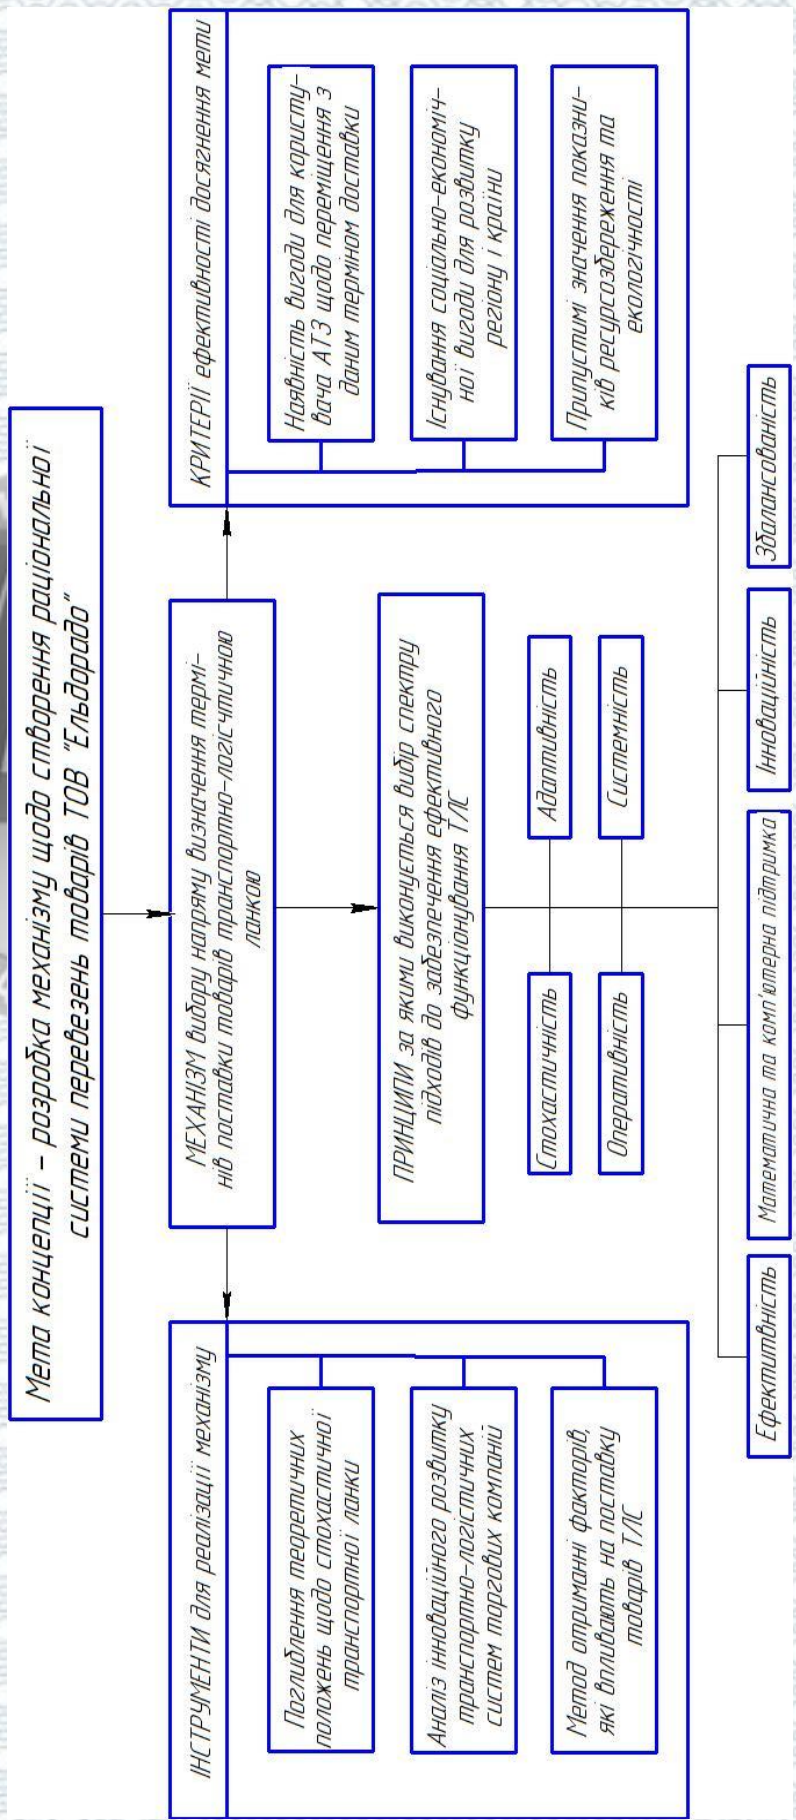 Мета концепції – розробка механізму щодо створення раціональної
системи перевезень товарів ТОВ "Ельдорадо"
ІНСТРУМЕНТИ для реалізації механізму
Поглиблення теоретичних
положень щодо стохастичної
транспортної ланки
Аналіз інноваційного розвитку
транспортно-логістичних
систем торгових компаній
Метод отриманні факторів,
які впливають на поставку
товарів ТЛС
МЕХАНІЗМ вибору напряму визначення термі-
нів поставки товарів транспортно-логісчтичною
ланкою
ПРИНЦИПИ за якими виконується вибір спектру
підходів до забезпечення ефективного
функціонування ТЛС
Стохастичність
Адаптивність
Оперативність
Системність
КРИТЕРІЇ ефективності досягнення мети
Наявність вигоди для користу-
вача АТЗ щодо переміщення з
даним терміном доставки
Існування соціально-економіч-
ної вигоди для розвитку
регіону і країни
Припустимі значення показни-
ків ресурсозбереження та
екологічності
Ефектитвність
Математична та комп'ютерна підтримка
Інноваційність
Збалансованість